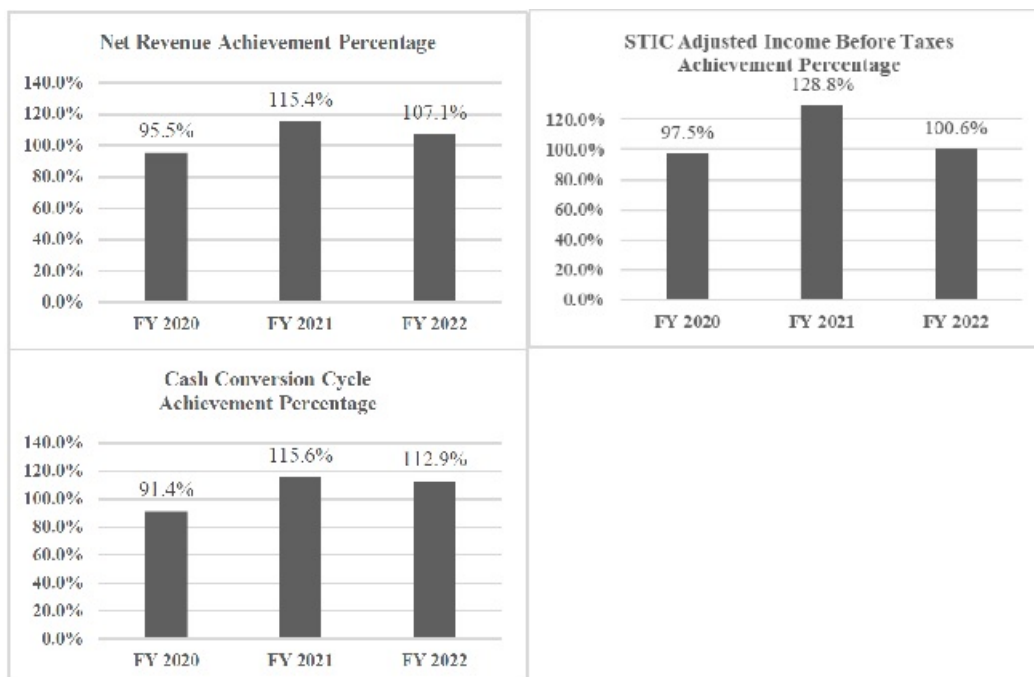 Net Revenue Achievement Percentage
140.0%
120.0%
100.0%
80.0%
60.0%
40.0%
20.0%
0.0%
95.5%
115.4%
107.1%
FY 2020
FY 2021
FY 2022
STIC Adjusted Income Before Taxes
Achievement Percentage
120.0%
100.0%
80.0%
60.0%
40.0%
20.0%
0.0%
97.5%
128.8%
100.6%
FY 2020
FY 2021
FY 2022
Cash Conversion Cycle
Achievement Percentage
140.0%
120.0%
100.0%
80.0%
60.0%
40.0%
20.0%
0.0%
91.4%
115.6%
112.9%
FY 2020
FY 2021
FY 2022